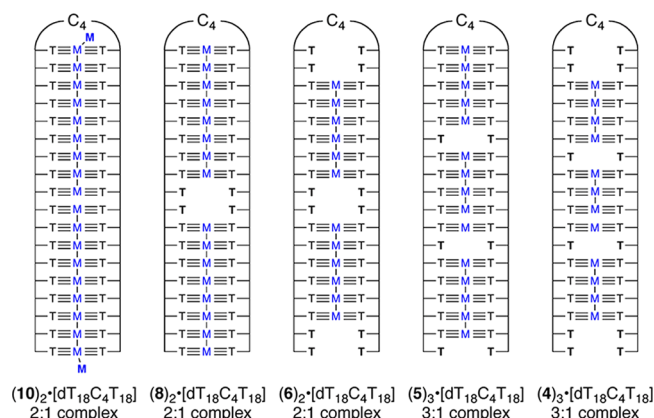 C4 C4 C4 C4 C4
M
T≡M≡T T≡M≡T T T T≡M≡T T T
T≡M≡T T≡M≡T T T T≡M≡T T T
T≡M≡T T≡M≡T T≡M≡T T≡M≡T T≡M≡T
T≡M≡T T≡M≡T T≡M≡T T≡M≡T T≡M≡T
T≡M≡T T≡M≡T T≡M≡T T≡M≡T T≡M≡T
T≡M≡T T≡M≡T T≡M≡T T T T≡M≡T
T≡M≡T T≡M≡T T≡M≡T T≡M≡T T T
T≡M≡T T≡M≡T T≡M≡T T≡M≡T T≡M≡T
T≡M≡T T T T T T≡M≡T T≡M≡T
T≡M≡T T T T T T≡M≡T T≡M≡T
T≡M≡T T≡M≡T T≡M≡T T≡M≡T T≡M≡T
T≡M≡T T≡M≡T T≡M≡T T T T T
T≡M≡T T≡M≡T T≡M≡T T≡M≡T T≡M≡T
T≡M≡T T≡M≡T T≡M≡T T≡M≡T T≡M≡T
T≡M≡T T≡M≡T T≡M≡T T≡M≡T T≡M≡T
T≡M≡T T≡M≡T T≡M≡T T≡M≡T T≡M≡T
T≡M≡T T≡M≡T T T T≡M≡T T T
T≡M≡T T≡M≡T T T T T T T
M
(10)2•[dT18C4T18] (8)2•[dT18C4T18] (6)2•[dT18C4T18] (5)3•[dT18C4T18] (4)3•[dT18C4T18]
2:1 complex 2:1 complex 2:1 complex 3:1 complex 3:1 complex